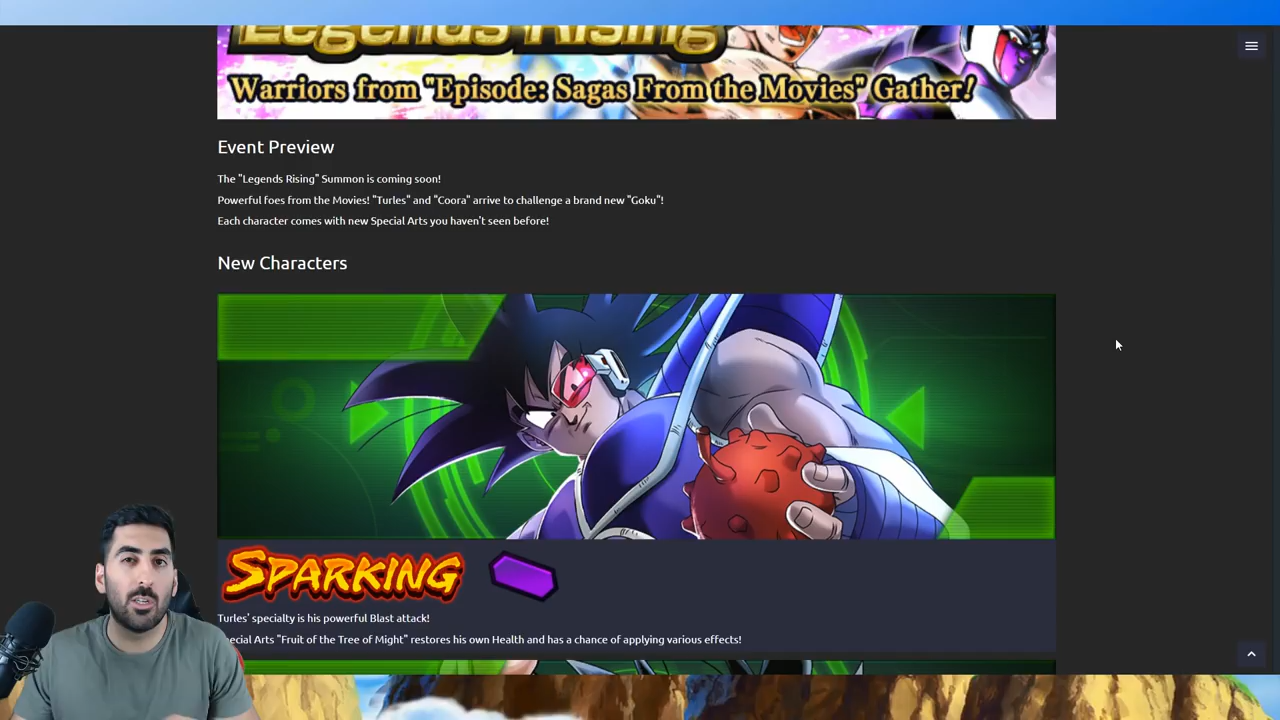 Legends Rising
Warriors from "Episode: Sagas From the Movies" Gather!
Event Preview
The "Legends Rising" Summon is coming soon!
Powerful foes from the Movies! "Turles" and "Coora" arrive to challenge a brand new "Goku"!
Each character comes with new Special Arts you haven't seen before!
New Characters
SPARKING
Turles' specialty is his powerful Blast attack!
Special Arts "Fruit of the Tree of Might" restores his own Health and has a chance of applying various effects!